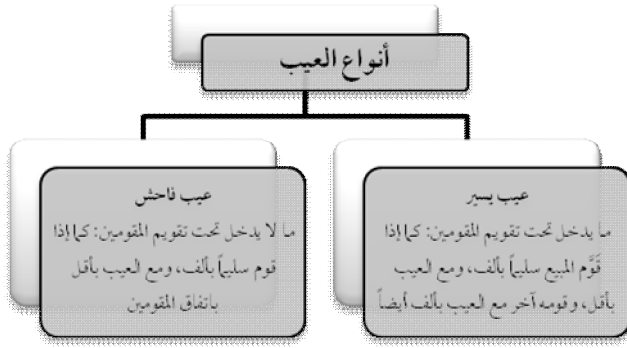 أنواع العيب
عيب يسير
ما يدخل تحت تقويم المقومين: كما إذا
قَوَّم المبيع سليماً بألف، ومع العيب
بأقل، وقومه آخر مع العيب بألف أيضاً
عيب فاحش
ما لا يدخل تحت تقويم المقومين: كما إذا
قوم سليماً بألف، ومع العيب بأقل
باتفاق المقومين